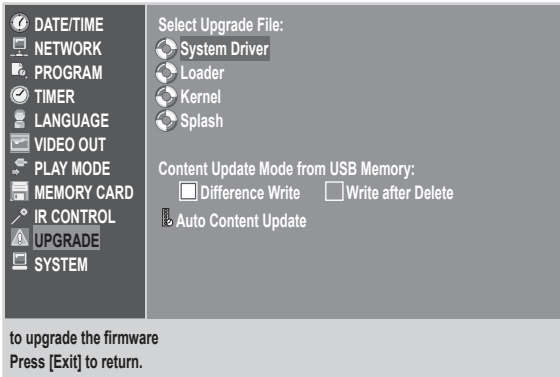 DATE/TIME
NETWORK
PROGRAM
TIMER
LANGUAGE
VIDEO OUT
PLAY MODE
MEMORY CARD
IR CONTROL
UPGRADE
SYSTEM
Select Upgrade File:
System Driver
Loader
Kernel
Splash
Content Update Mode from USB Memory:
Difference Write Write after Delete
Auto Content Update
to upgrade the firmware
Press [Exit] to return.